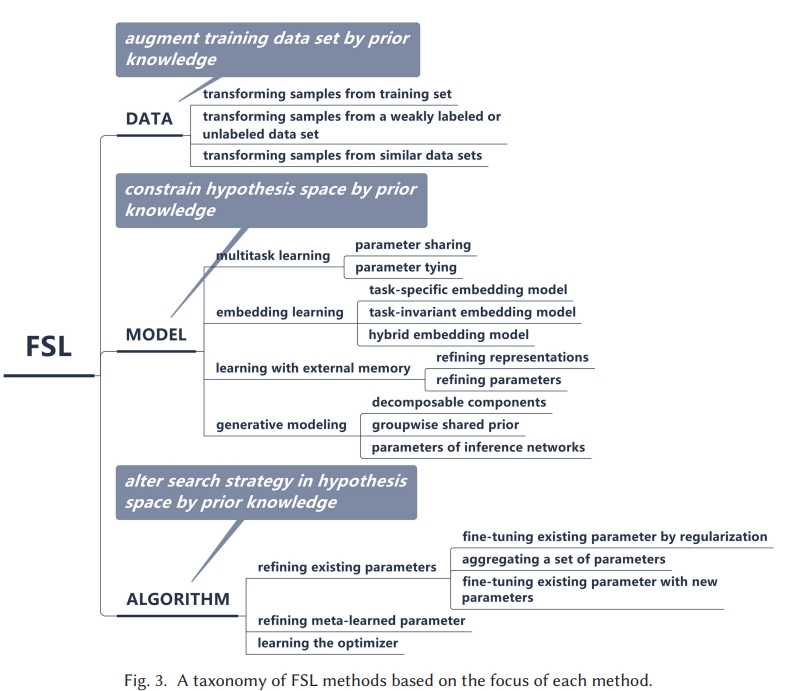 augment training data set by prior
knowledge
transforming samples from training set
DATA
transforming samples from a weakly labeled or
unlabeled data set
transforming samples from similar data sets
constrain hypothesis space by prior
knowledge
parameter sharing
multitask learning
parameter tying
task-specific embedding model
embedding learning
task-invariant embedding model
MODEL
hybrid embedding model
FSL
refining representations
learning with external memory
refining parameters
decomposable components
generative modeling
groupwise shared prior
parameters of inference networks
alter search strategy in hypothesis
space by prior knowledge
fine-tuning existing parameter by regularization
refining existing parameters
aggregating a set of parameters
fine-tuning existing parameter with new
parameters
ALGORITHM
refining meta-learned parameter
learning the optimizer
Fig. 3. A taxonomy of FSL methods based on the focus of each method.